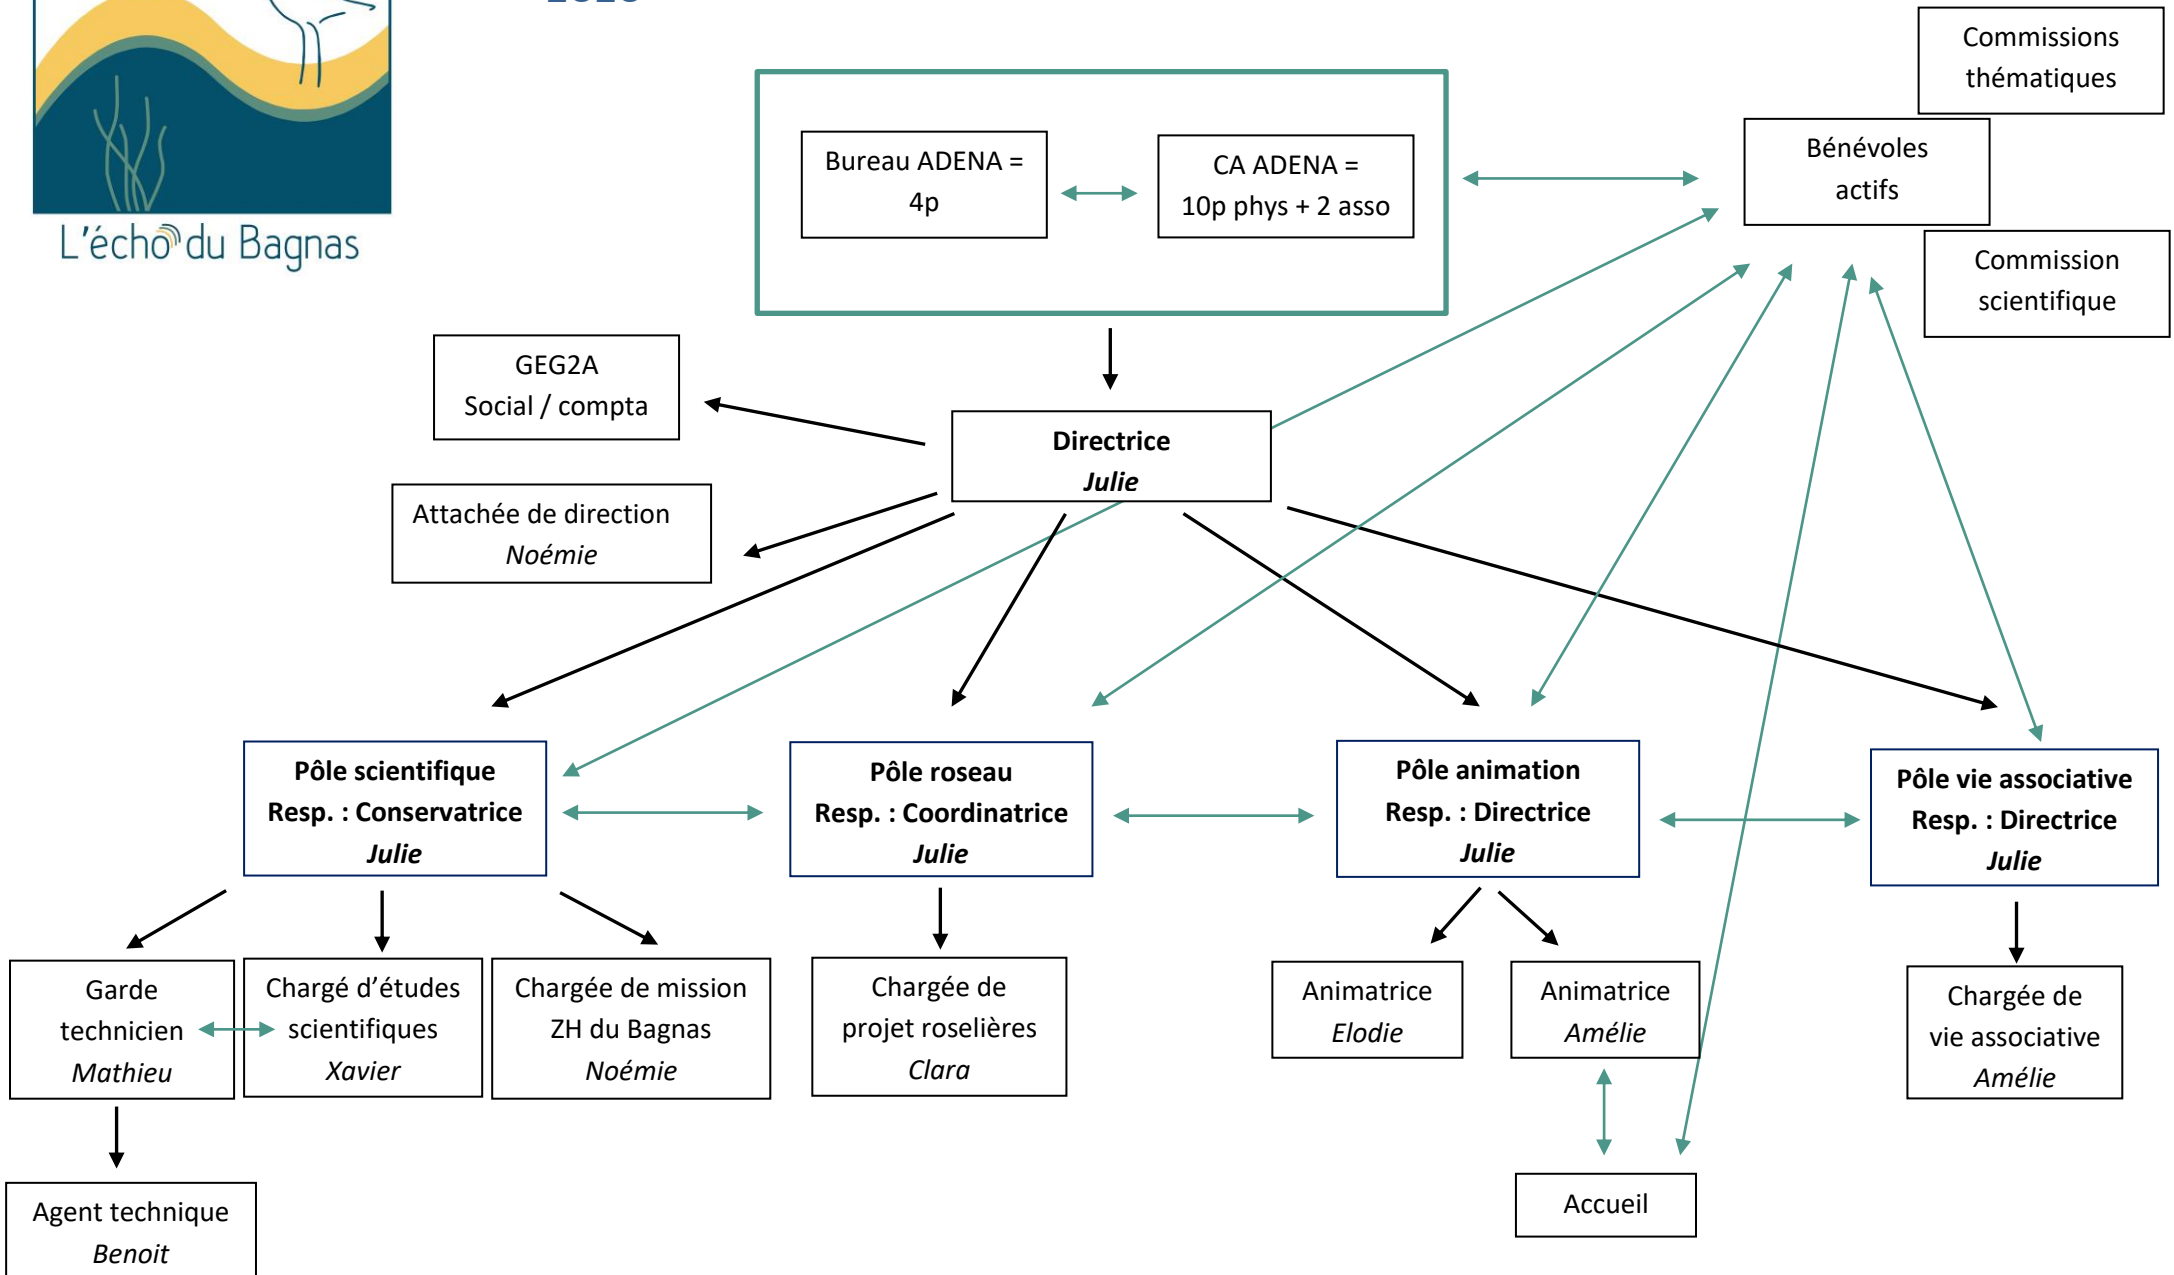 L'écho du Bagnas
Commissions
thématiques
Bureau ADENA =
4p
CA ADENA =
10p phys + 2 asso
Bénévoles
actifs
Commission
scientifique
GEG2A
Social / compta
Directrice
Julie
Attachée de direction
Noémie
Pôle scientifique
Resp. : Conservatrice
Julie
Pôle roseau
Resp. : Coordinatrice
Julie
Pôle animation
Resp. : Directrice
Julie
Pôle vie associative
Resp. : Directrice
Julie
Garde
technicien
Mathieu
Chargé d’études
scientifiques
Xavier
Chargée de mission
ZH du Bagnas
Noémie
Chargée de
projet roselières
Clara
Animatrice
Elodie
Animatrice
Amélie
Chargée de
vie associative
Amélie
Accueil
Agent technique
Benoit